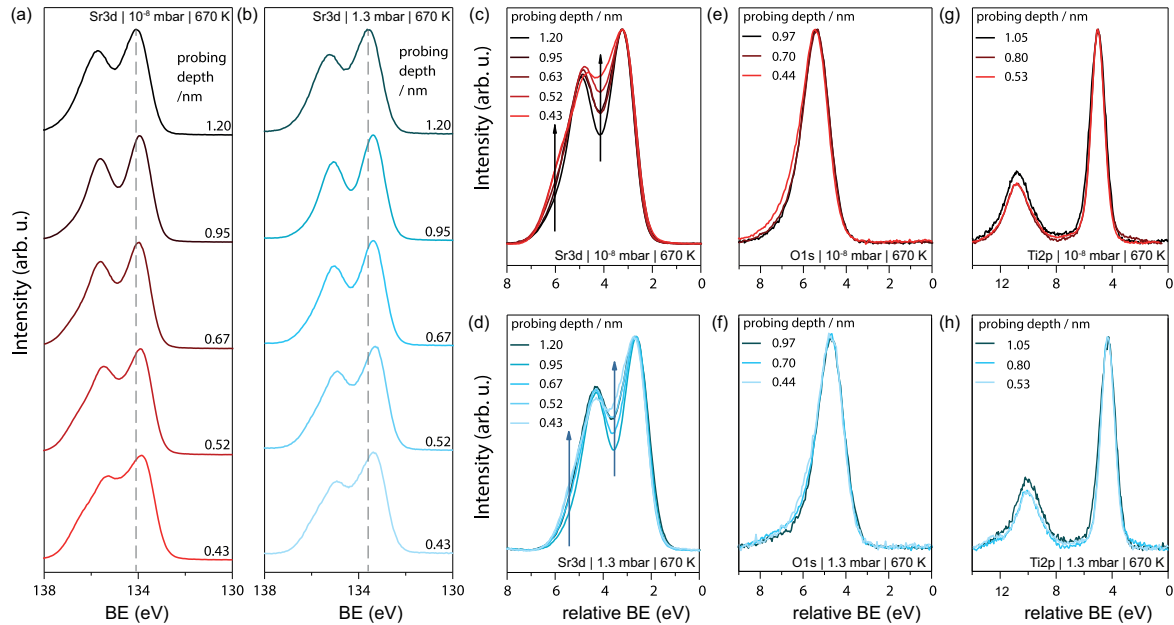 (a)
Sr3d | 10⁻⁸ mbar | 670 K
probing
depth
/nm
1.20
0.95
0.67
0.52
0.43
138
134
130
BE (eV)
Intensity (arb. u.)
(b)
Sr3d | 1.3 mbar | 670 K
probing
depth
/ nm
1.20
0.95
0.67
0.52
0.43
138
134
130
BE (eV)
(c)
probing depth / nm
1.20
0.95
0.63
0.52
0.43
Intensity (arb. u.)
Sr3d | 10⁻⁸ mbar | 670 K
8
6
4
2
0
(e)
probing depth / nm
0.97
0.70
0.44
O1s | 10⁻⁸ mbar | 670 K
8
6
4
2
0
(g)
probing depth / nm
1.05
0.80
0.53
Ti2p | 10⁻⁸ mbar | 670 K
12
8
4
0
(d)
probing depth / nm
1.20
0.95
0.67
0.52
0.43
Intensity (arb. u.)
Sr3d | 1.3 mbar | 670 K
8
6
4
2
0
relative BE (eV)
(f)
probing depth / nm
0.97
0.70
0.44
O1s | 1.3 mbar | 670 K
8
6
4
2
0
relative BE (eV)
(h)
probing depth / nm
1.05
0.80
0.53
Ti2p | 1.3 mbar | 670 K
12
8
4
0
relative BE (eV)